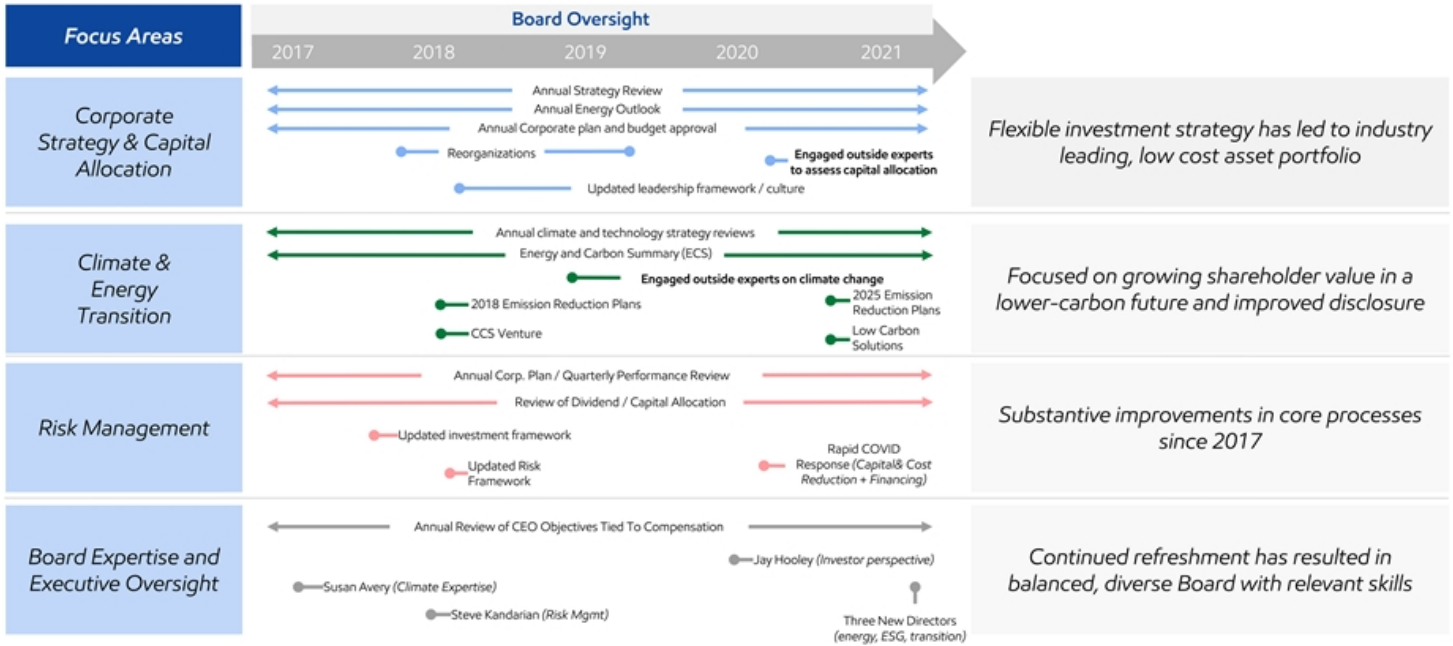 Focus Areas
Board Oversight
2017 2018 2019 2020 2021
Corporate
Strategy & Capital
Allocation
Annual Strategy Review
Annual Energy Outlook
Annual Corporate plan and budget approval
Reorganizations
Engaged outside experts
to assess capital allocation
Updated leadership framework / culture
Flexible investment strategy has led to industry
leading, low cost asset portfolio
Climate &
Energy
Transition
Annual climate and technology strategy reviews
Energy and Carbon Summary (ECS)
Engaged outside experts on climate change
2018 Emission Reduction Plans
2025 Emission
Reduction Plans
CCS Venture
Low Carbon
Solutions
Focused on growing shareholder value in a
lower-carbon future and improved disclosure
Risk Management
Annual Corp. Plan / Quarterly Performance Review
Review of Dividend / Capital Allocation
Updated investment framework
Updated Risk
Framework
Rapid COVID
Response (Capital& Cost
Reduction + Financing)
Substantive improvements in core processes
since 2017
Board Expertise and
Executive Oversight
Annual Review of CEO Objectives Tied To Compensation
Jay Hooley (Investor perspective)
Susan Avery (Climate Expertise)
Steve Kandarian (Risk Mgmt)
Three New Directors
(energy, ESG, transition)
Continued refreshment has resulted in
balanced, diverse Board with relevant skills